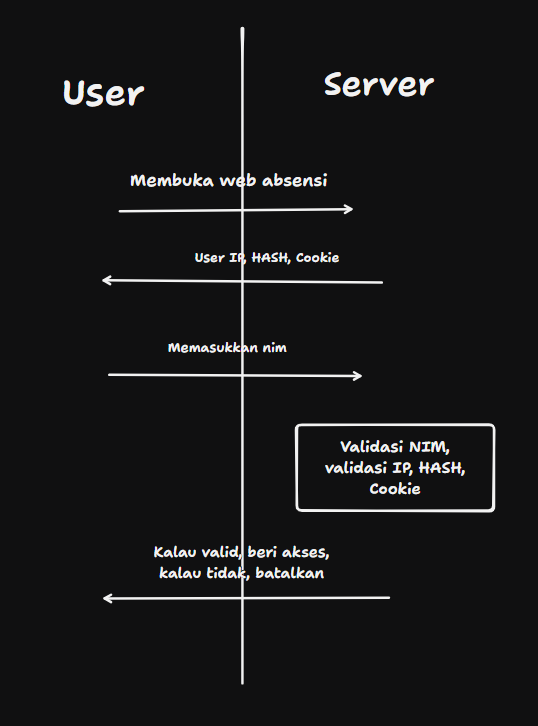 User
Server
Membuka web absensi
User IP, HASH, Cookie
Memasukkan nim
Validasi NIM,
validasi IP, HASH,
Cookie
Kalau valid, beri akses,
kalau tidak, batalkan